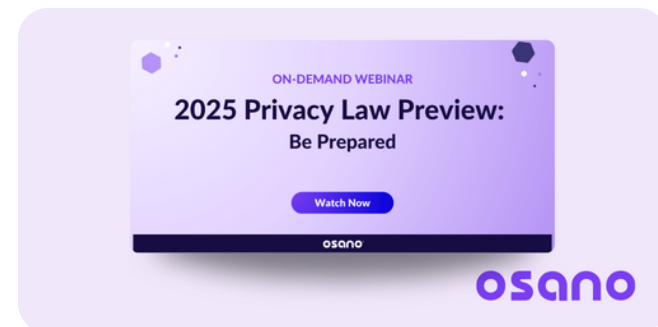 ON-DEMAND WEBINAR
2025 Privacy Law Preview:
Be Prepared
Watch Now
osano
osano